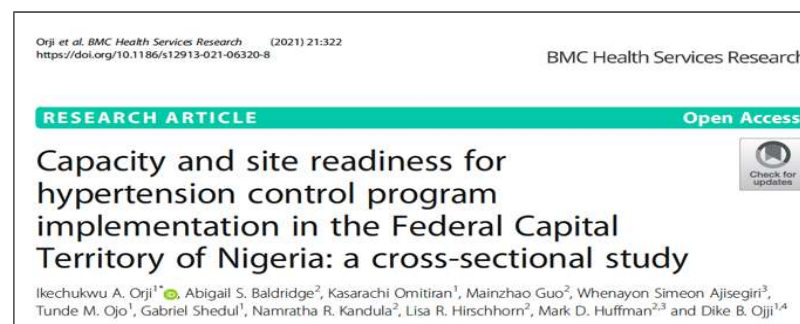 Orji et al. BMC Health Services Research (2021) 21:322
https://doi.org/10.1186/s12913-021-06320-8
BMC Health Services Research
RESEARCH ARTICLE
Open Access
Check for
updates
Capacity and site readiness for
hypertension control program
implementation in the Federal Capital
Territory of Nigeria: a cross-sectional study
Ikechukwu A. Orji1*, Abigail S. Baldridge2, Kasarachi Omitiran1, Mainzhao Guo2, Whenayon Simeon Ajisegiri3,
Tunde M. Ojo1, Gabriel Shedul1, Namratha R. Kandula2, Lisa R. Hirschhorn2, Mark D. Huffman2,3 and Dike B. Ojji1,4